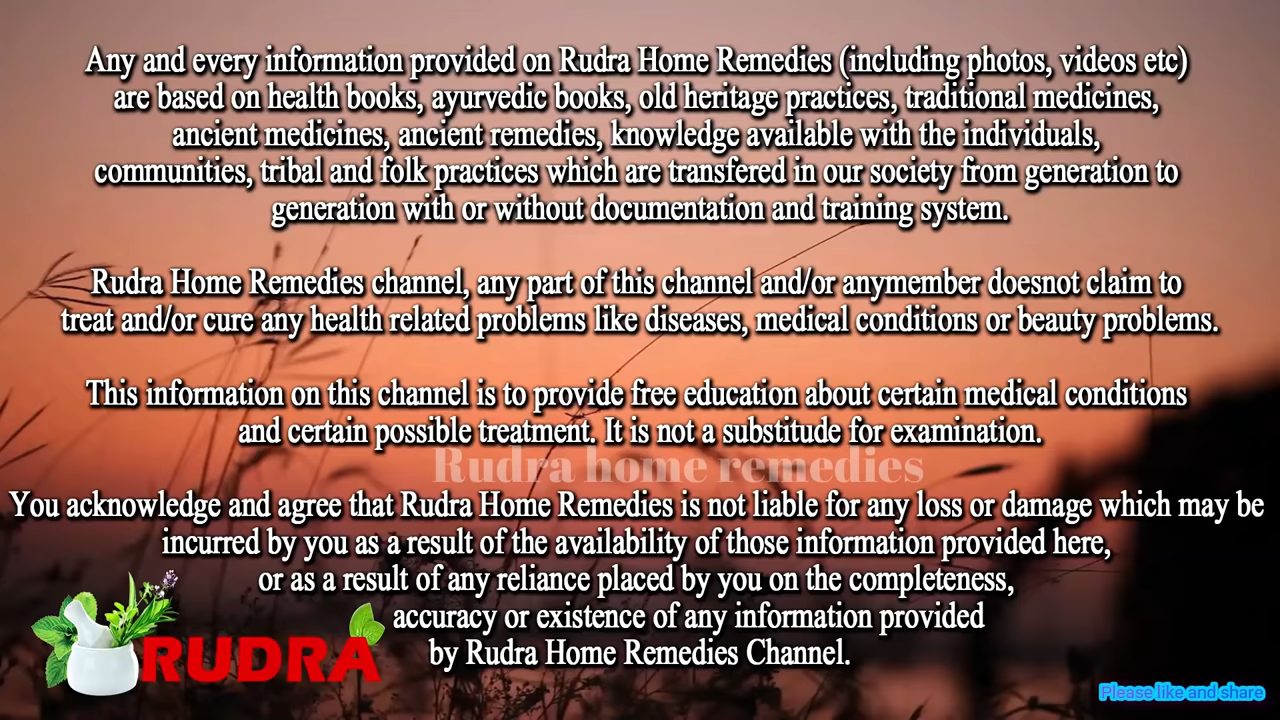 Any and every information provided on Rudra Home Remedies (including photos, videos etc)
are based on health books, ayurvedic books, old heritage practices, traditional medicines,
ancient medicines, ancient remedies, knowledge available with the individuals,
communities, tribal and folk practices which are transfered in our society from generation to
generation with or without documentation and training system.
Rudra Home Remedies channel, any part of this channel and/or anymember doesnot claim to
treat and/or cure any health related problems like diseases, medical conditions or beauty problems.
This information on this channel is to provide free education about certain medical conditions
and certain possible treatment. It is not a substitude for examination.
Rudra home remedies
You acknowledge and agree that Rudra Home Remedies is not liable for any loss or damage which may be
incurred by you as a result of the availability of those information provided here,
or as a result of any reliance placed by you on the completeness,
accuracy or existence of any information provided
by Rudra Home Remedies Channel.
RUDRA
Please like and share